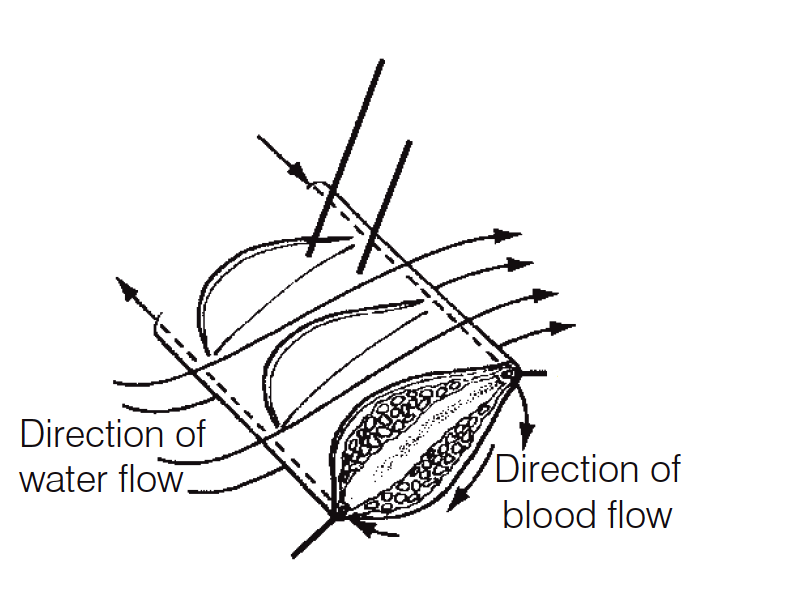 Direction of
water flow
Direction of
blood flow